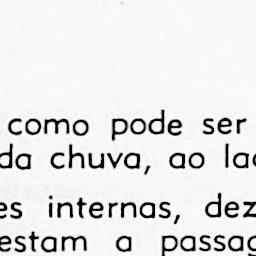 como pode ser
da chuva, ao la
es internas, dez
estam a passag